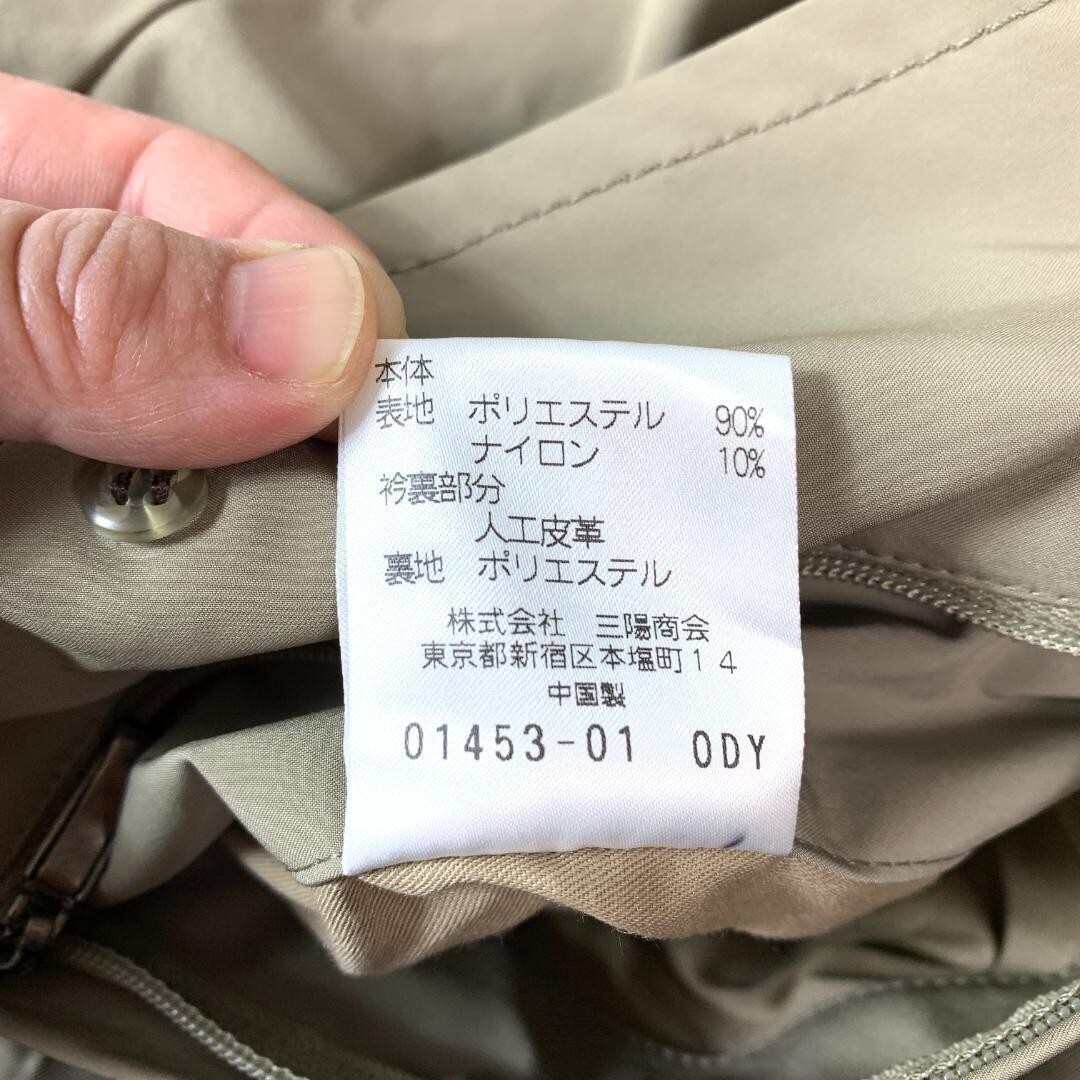 本体
表地 ポリエステル 90%
ナイロン 10%
衿裏部分
人工皮革
裏地 ポリエステル
株式会社 三陽商会
東京都新宿区本塩町14
中国製
01453-01 0DY